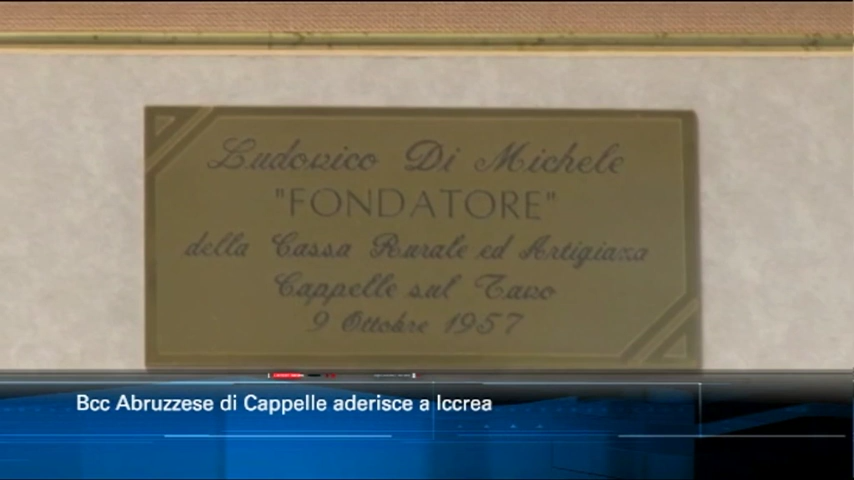 Ludovico Di Michele
"FONDATORE"
della Cassa Rurale ed Artigiana
Cappelle sul Tavo
9 Ottobre 1957
Bcc Abruzzese di Cappelle aderisce a Iccrea